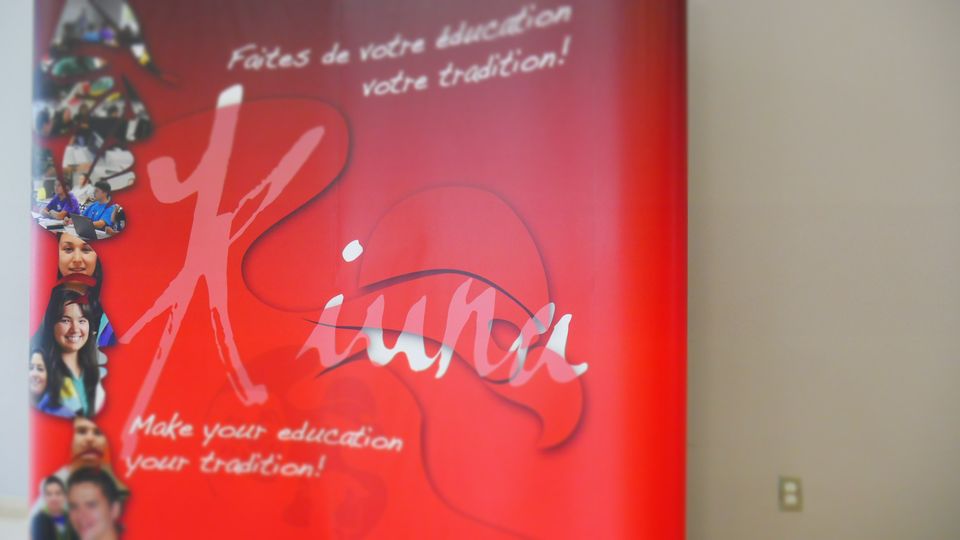 Faites de votre éducation
votre tradition!
Kiuna
Make your education
your tradition!